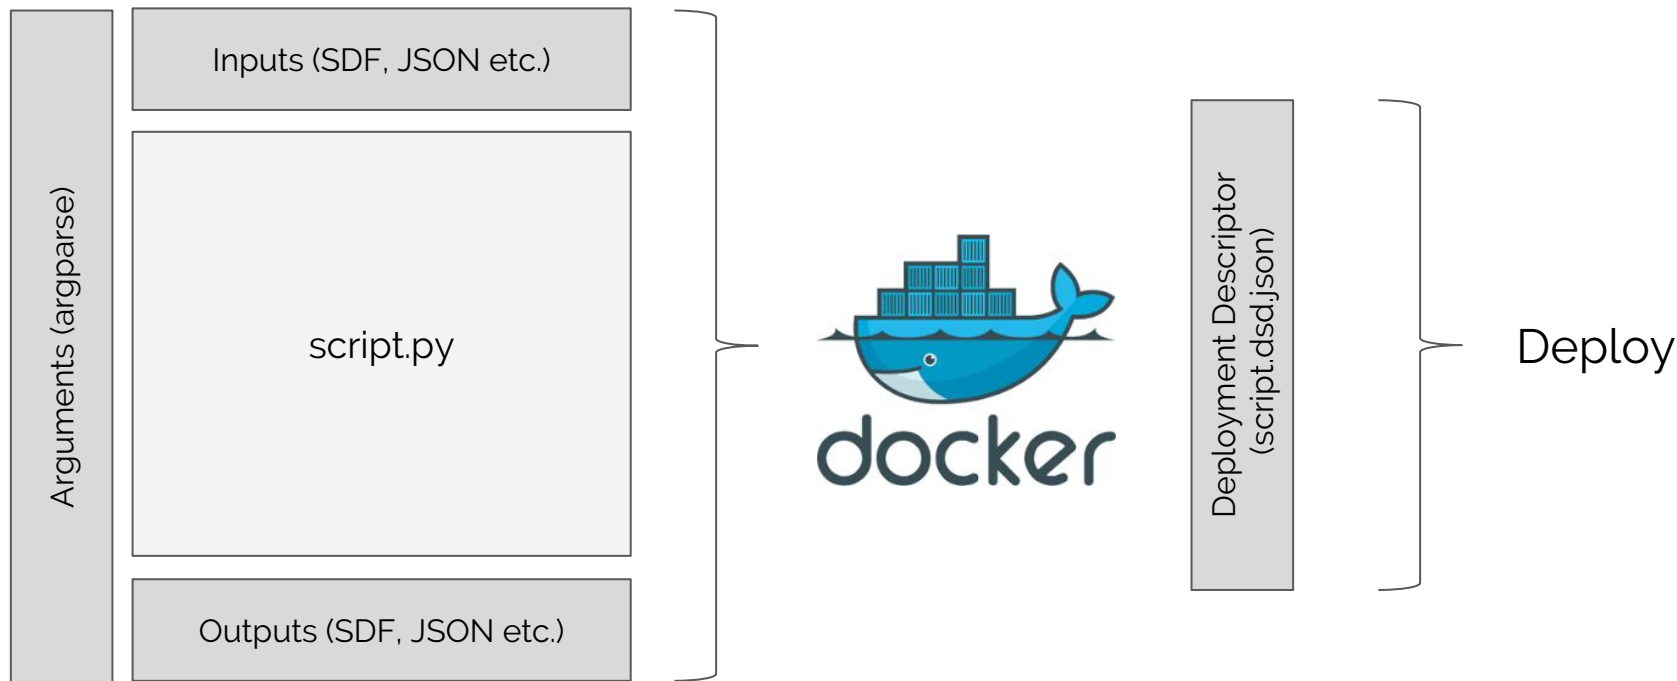 Arguments (argparse)
Inputs (SDF, JSON etc.)
script.py
Outputs (SDF, JSON etc.)
docker
Deployment Descriptor
(script.dsd.json)
Deploy